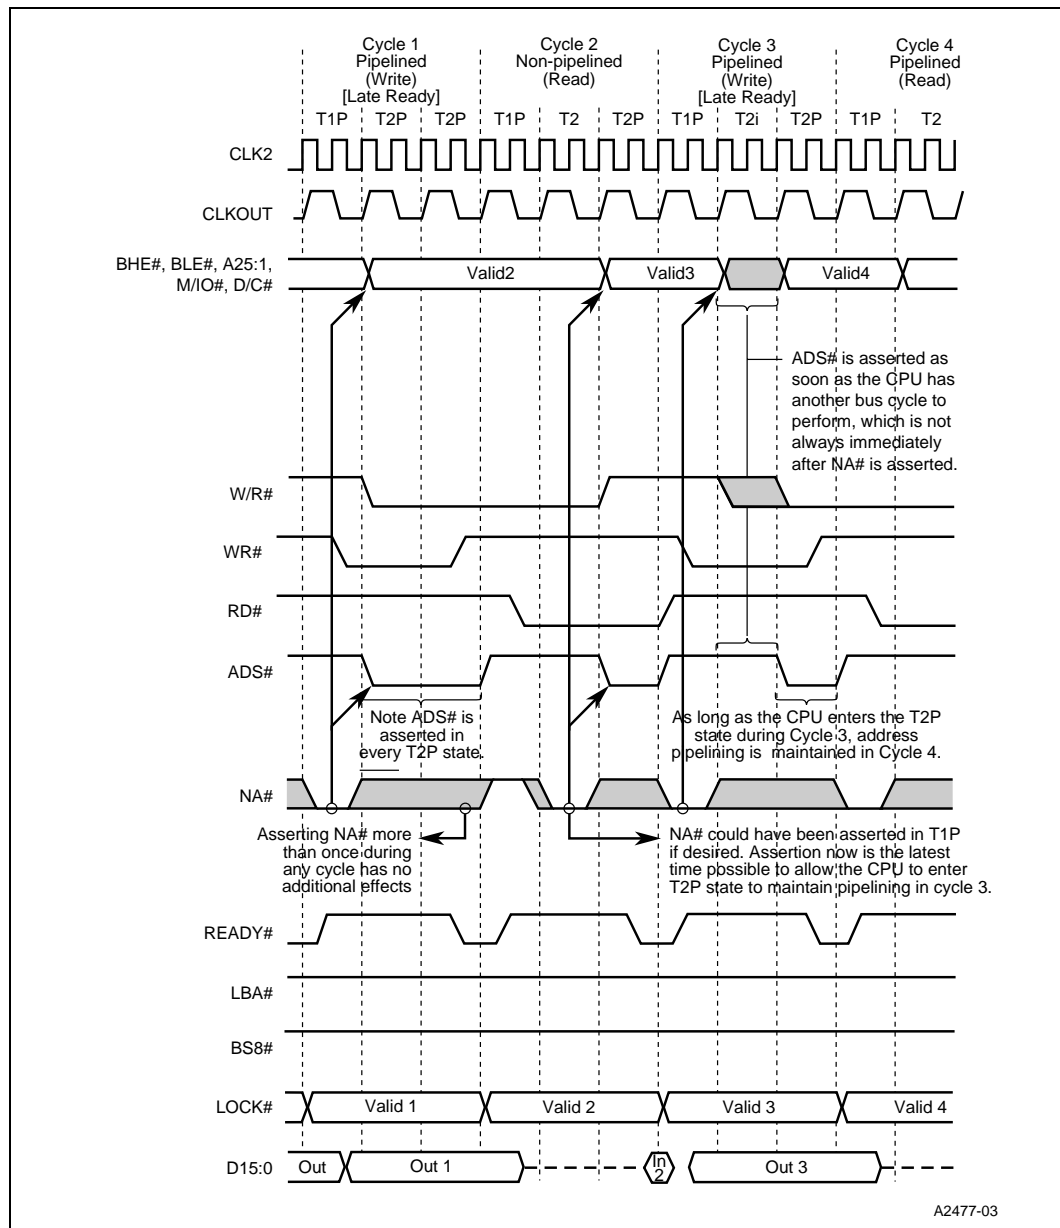 Cycle 1
Pipelined
(Write)
[Late Ready]
Cycle 2
Non-pipelined
(Read)
Cycle 3
Pipelined
(Write)
[Late Ready]
Cycle 4
Pipelined
(Read)
T1P T2P T2P T1P T2 T2P T1P T2i T2P T1P T2
CLK2
CLKOUT
BHE#, BLE#, A25:1,
M/IO#, D/C#
Valid2 Valid3 Valid4
ADS# is asserted as
soon as the CPU has
another bus cycle to
perform, which is not
always immediately
after NA# is asserted.
W/R#
WR#
RD#
ADS#
Note ADS# is
asserted in
every T2P state.
As long as the CPU enters the T2P
state during Cycle 3, address
pipelining is maintained in Cycle 4.
NA#
Asserting NA# more
than once during
any cycle has no
additional effects
NA# could have been asserted in T1P
if desired. Assertion now is the latest
time possible to allow the CPU to enter
T2P state to maintain pipelining in cycle 3.
READY#
LBA#
BS8#
LOCK# Valid 1 Valid 2 Valid 3 Valid 4
D15:0 Out Out 1 In 2 Out 3
A2477-03